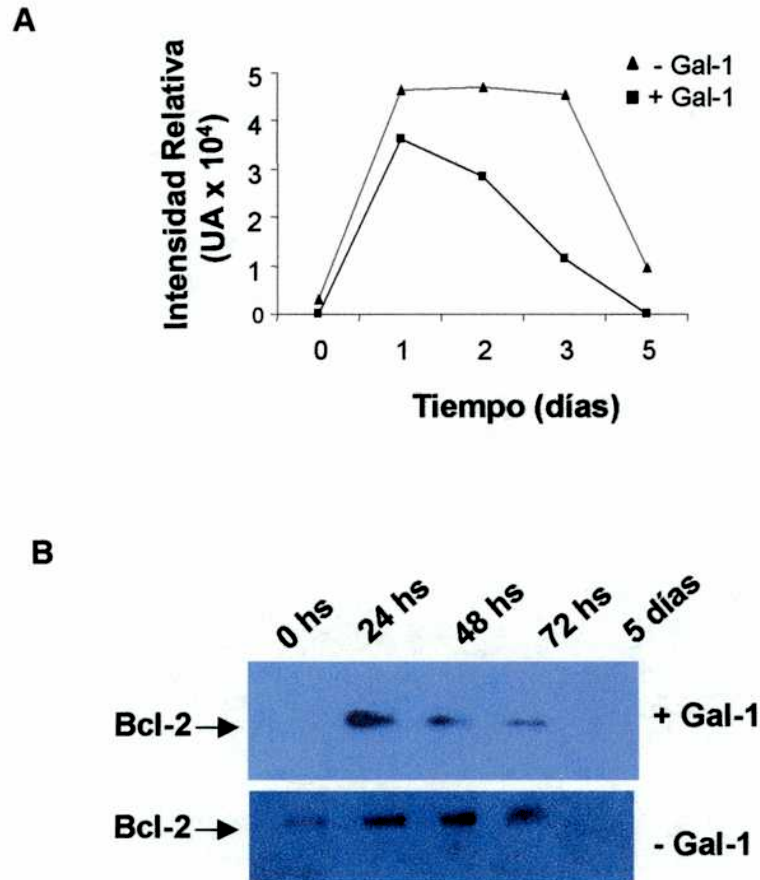 A
Intensidad Relativa
(UA x 10⁴)
5
4
3
2
1
0
0 1 2 3 5
Tiempo (días)
- Gal-1
+ Gal-1
B
0 hs 24 hs 48 hs 72 hs 5 días
Bcl-2
+ Gal-1
Bcl-2
- Gal-1